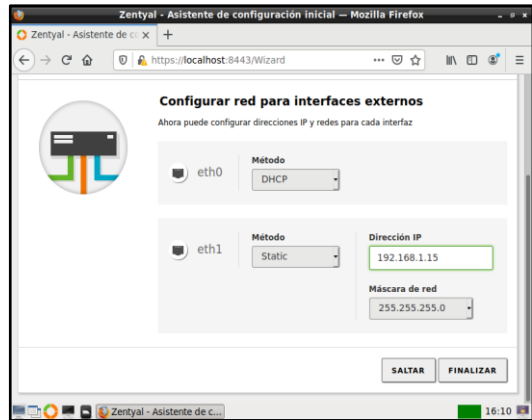 Zentyal - Asistente de configuración inicial — Mozilla Firefox
Zentyal - Asistente de c
https://localhost:8443/Wizard
Configurar red para interfaces externos
Ahora puede configurar direcciones IP y redes para cada interfaz
eth0
Método
DHCP
eth1
Método
Static
Dirección IP
192.168.1.15
Máscara de red
255.255.255.0
SALTAR
FINALIZAR
Zentyal - Asistente de c...
16:10